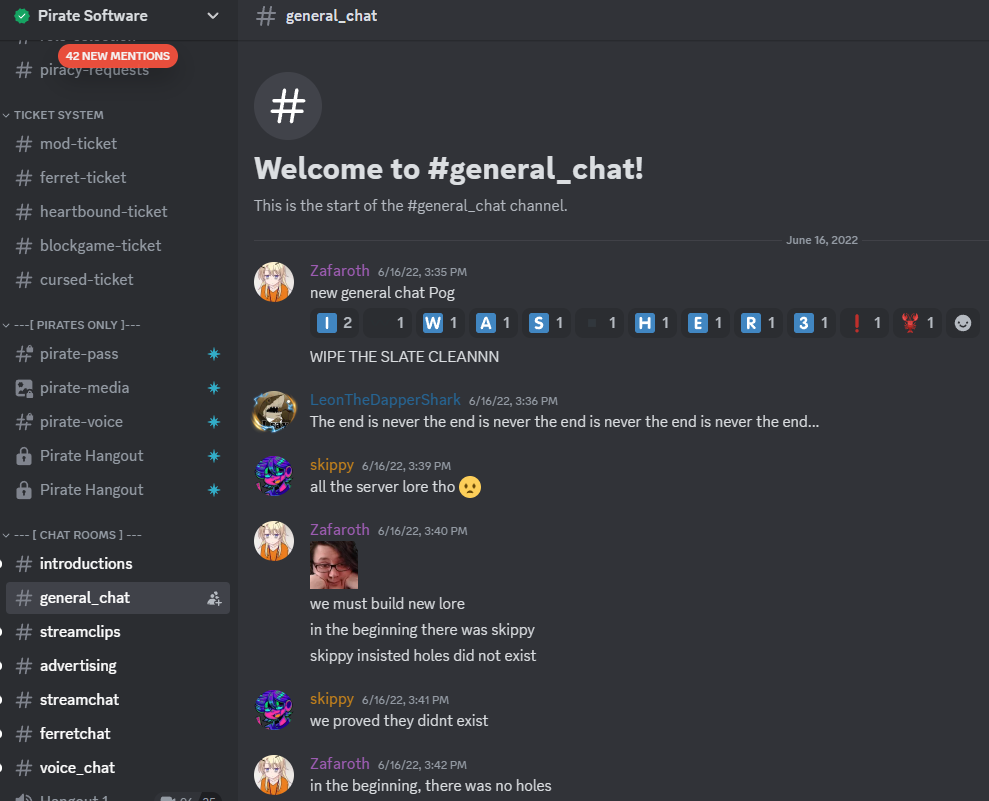 Pirate Software
42 NEW MENTIONS
piracy-requests
TICKET SYSTEM
mod-ticket
ferret-ticket
heartbound-ticket
blockgame-ticket
cursed-ticket
---[ PIRATES ONLY ]---
pirate-pass
pirate-media
pirate-voice
Pirate Hangout
Pirate Hangout
--- [ CHAT ROOMS ] ---
introductions
general_chat
streamclips
advertising
streamchat
ferretchat
voice_chat
Hangout 1
# general_chat
#
Welcome to #general_chat!
This is the start of the #general_chat channel.
June 16, 2022
Zafaroth 6/16/22, 3:35 PM
new general chat Pog
I 2 1 W 1 A 1 S 1 1 H 1 E 1 R 1 3 1 ❗ 1 🦞 1
WIPE THE SLATE CLEANNN
LeonTheDapperShark 6/16/22, 3:36 PM
The end is never the end is never the end is never the end is never the end...
skippy 6/16/22, 3:39 PM
all the server lore tho 😦
Zafaroth 6/16/22, 3:40 PM
we must build new lore
in the beginning there was skippy
skippy insisted holes did not exist
skippy 6/16/22, 3:41 PM
we proved they didnt exist
Zafaroth 6/16/22, 3:42 PM
in the beginning, there was no holes